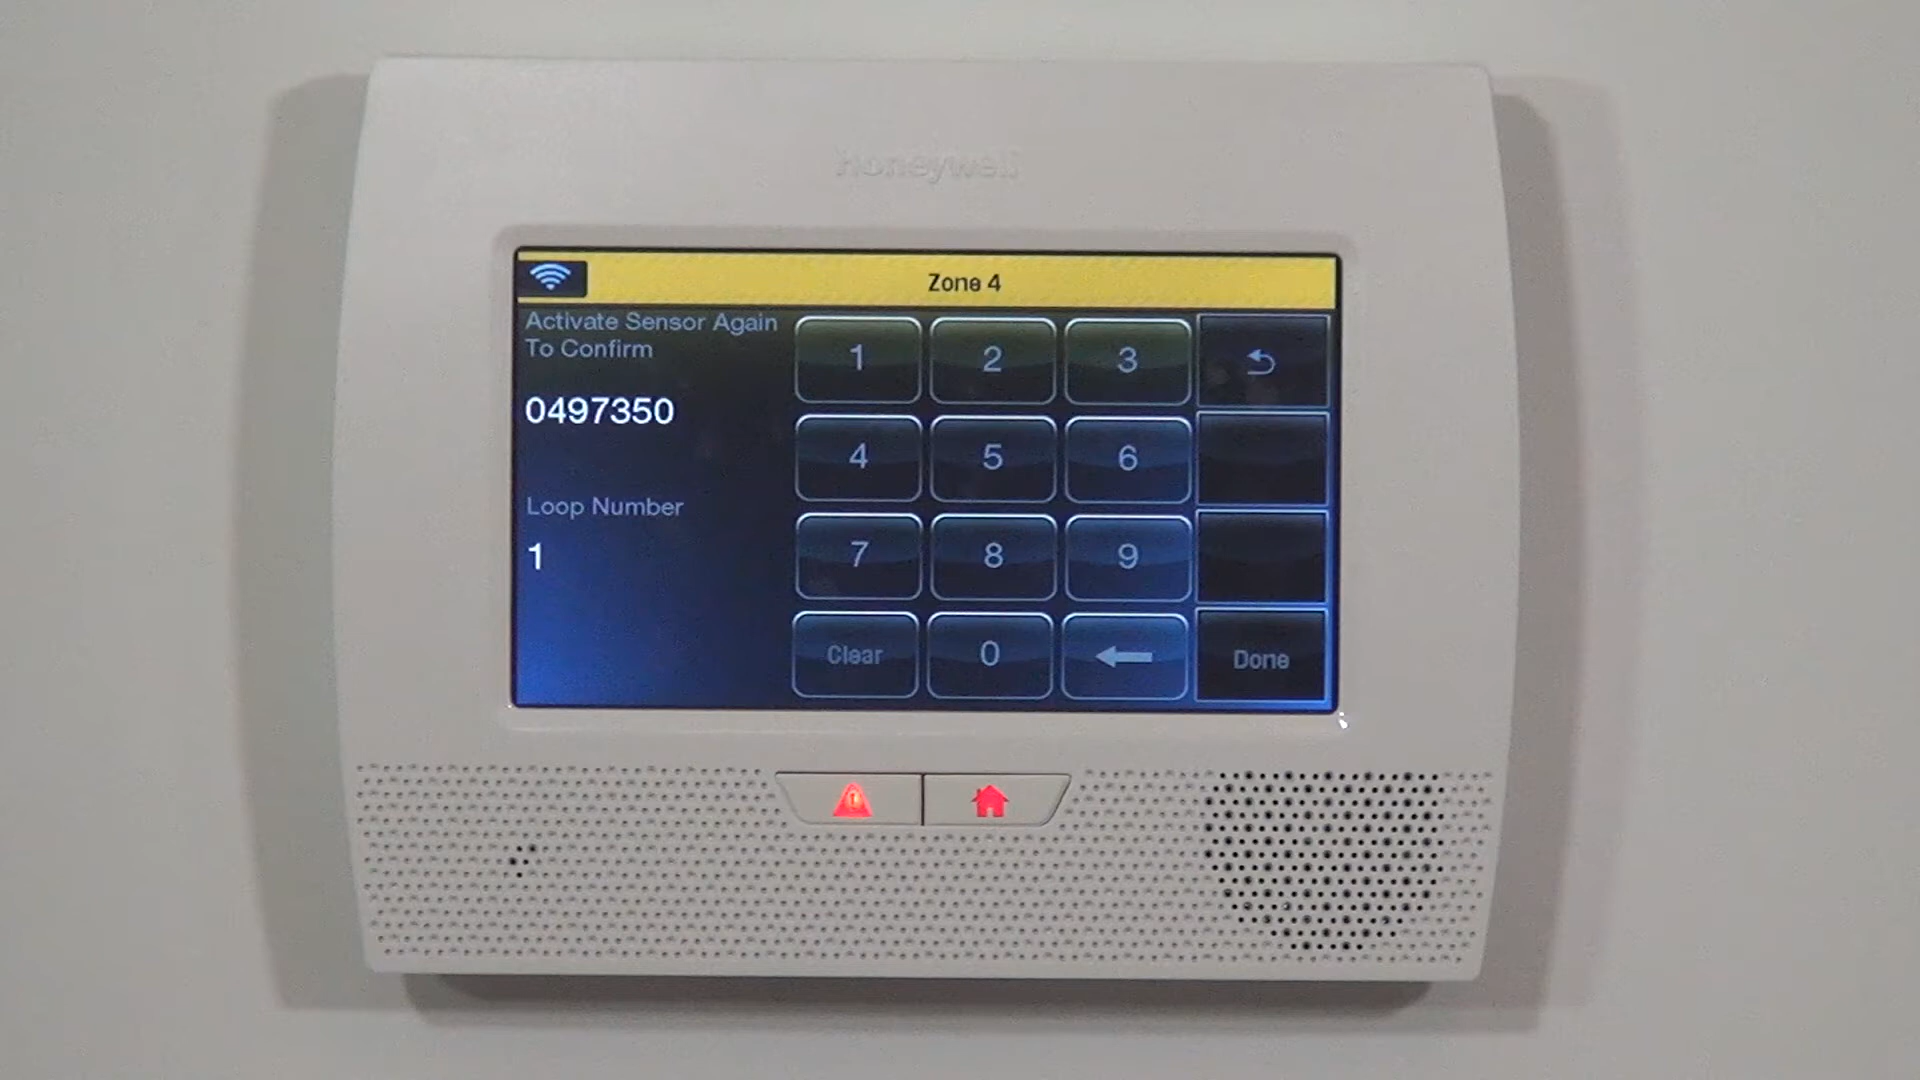 honeywell
Zone 4
Activate Sensor Again
To Confirm
0497350
Loop Number
1
1 2 3
4 5 6
7 8 9
Clear 0 Done